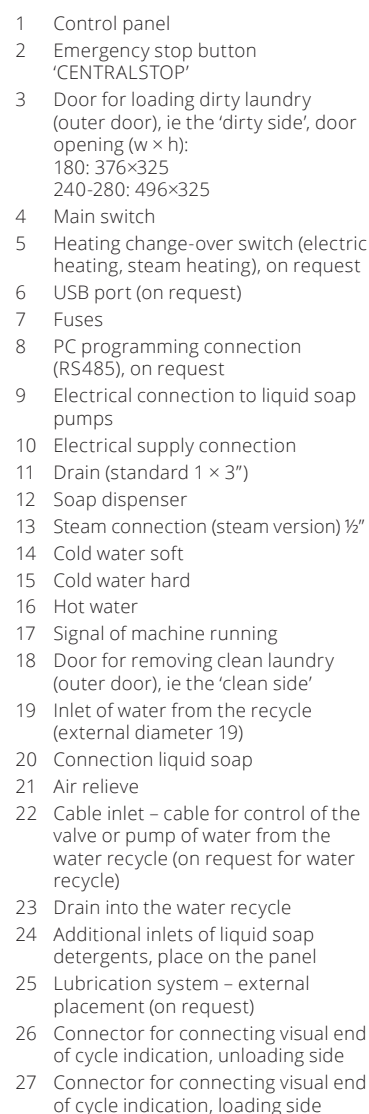 1 Control panel
2 Emergency stop button
‘CENTRALSTOP’
3 Door for loading dirty laundry
(outer door), ie the ‘dirty side’, door
opening (w × h):
180: 376×325
240-280: 496×325
4 Main switch
5 Heating change-over switch (electric
heating, steam heating), on request
6 USB port (on request)
7 Fuses
8 PC programming connection
(RS485), on request
9 Electrical connection to liquid soap
pumps
10 Electrical supply connection
11 Drain (standard 1 × 3”)
12 Soap dispenser
13 Steam connection (steam version) ½”
14 Cold water soft
15 Cold water hard
16 Hot water
17 Signal of machine running
18 Door for removing clean laundry
(outer door), ie the ‘clean side’
19 Inlet of water from the recycle
(external diameter 19)
20 Connection liquid soap
21 Air relieve
22 Cable inlet – cable for control of the
valve or pump of water from the
water recycle (on request for water
recycle)
23 Drain into the water recycle
24 Additional inlets of liquid soap
detergents, place on the panel
25 Lubrication system – external
placement (on request)
26 Connector for connecting visual end
of cycle indication, unloading side
27 Connector for connecting visual end
of cycle indication, loading side